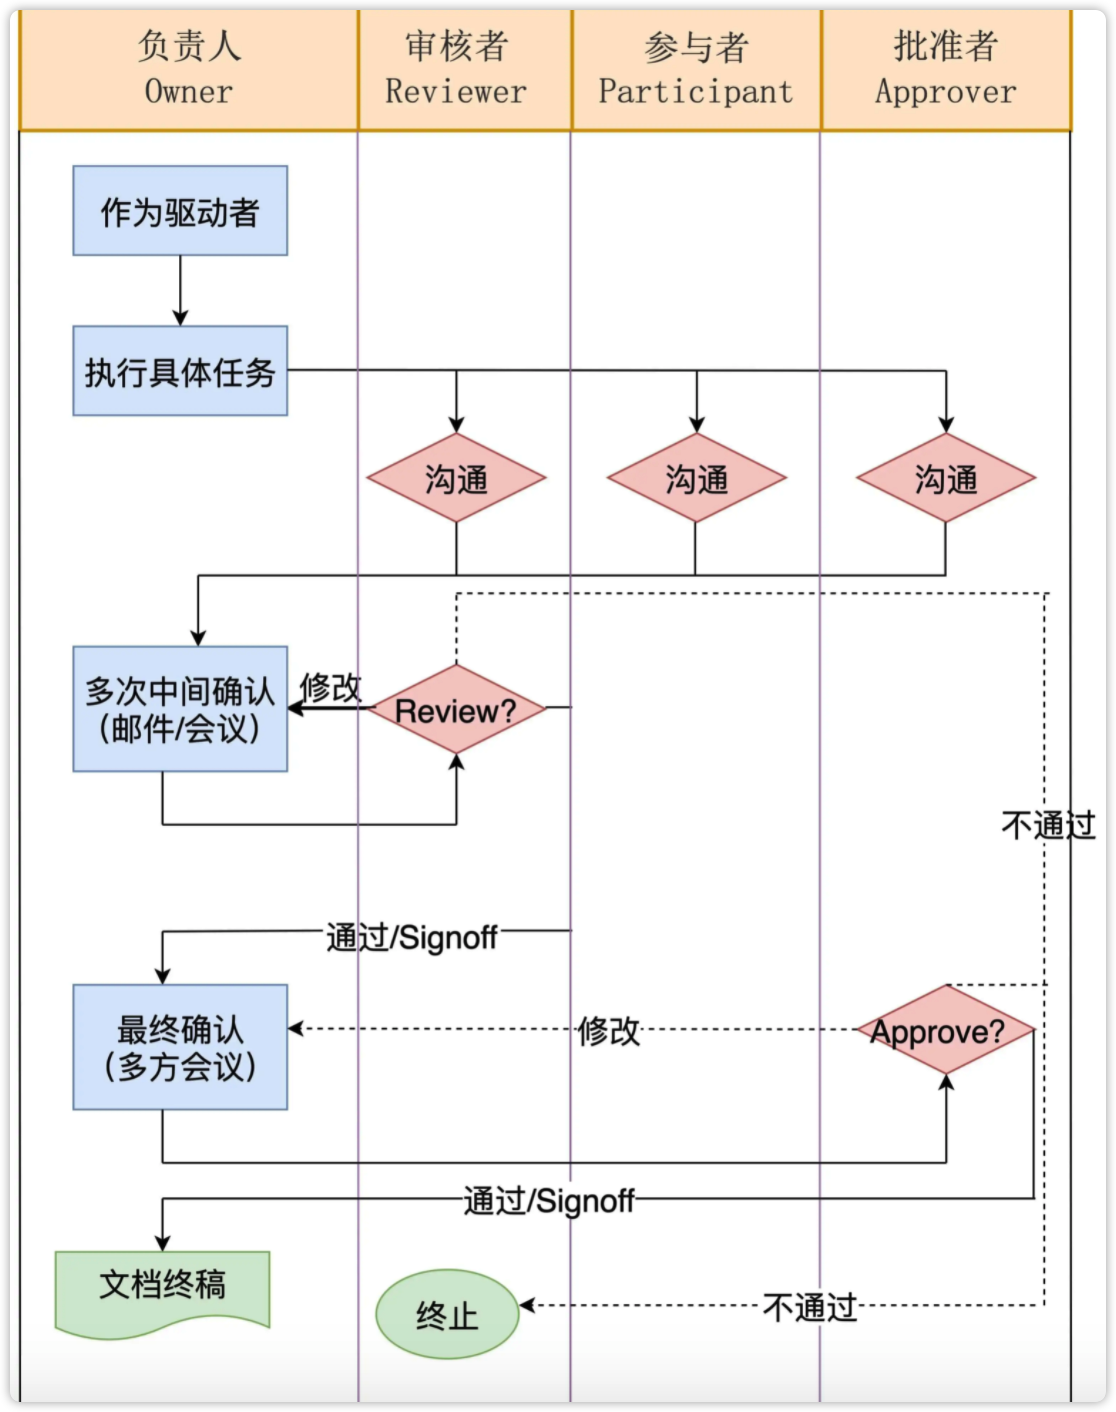 负责人
Owner
审核者
Reviewer
参与者
Participant
批准者
Approver
作为驱动者
执行具体任务
沟通
沟通
沟通
多次中间确认
（邮件/会议）
修改
Review?
不通过
通过/Signoff
最终确认
（多方会议）
修改
Approve?
通过/Signoff
文档终稿
终止
不通过